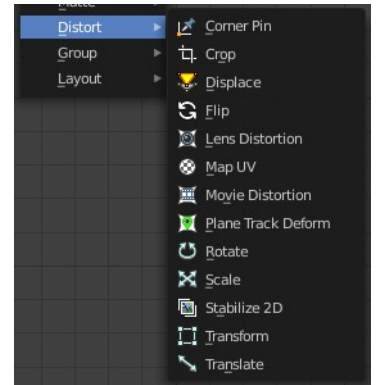 Matte
Distort
Group
Layout
Corner Pin
Crop
Displace
Flip
Lens Distortion
Map UV
Movie Distortion
Plane Track Deform
Rotate
Scale
Stabilize 2D
Transform
Translate